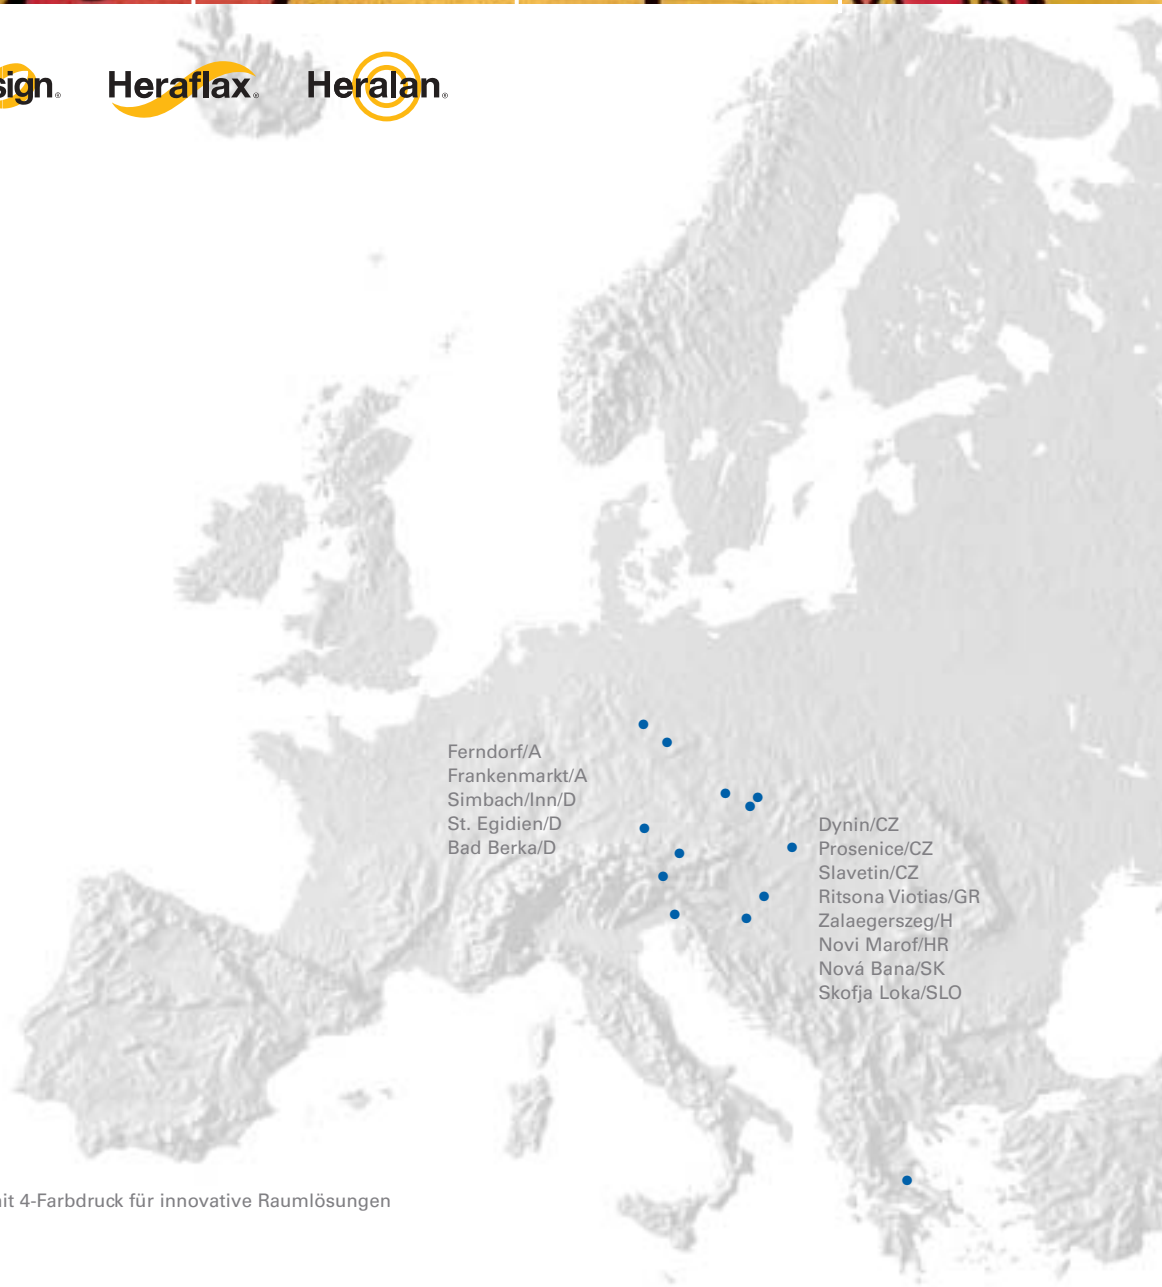 sign®
Heraflax®
Heralan®
Ferndorf/A
Frankenmarkt/A
Simbach/Inn/D
St. Egidien/D
Bad Berka/D
Dynin/CZ
Prosenice/CZ
Slavetin/CZ
Ritsona Viotias/GR
Zalaegerszeg/H
Novi Marof/HR
Nová Bana/SK
Skofja Loka/SLO
it 4-Farbdruck für innovative Raumlösungen